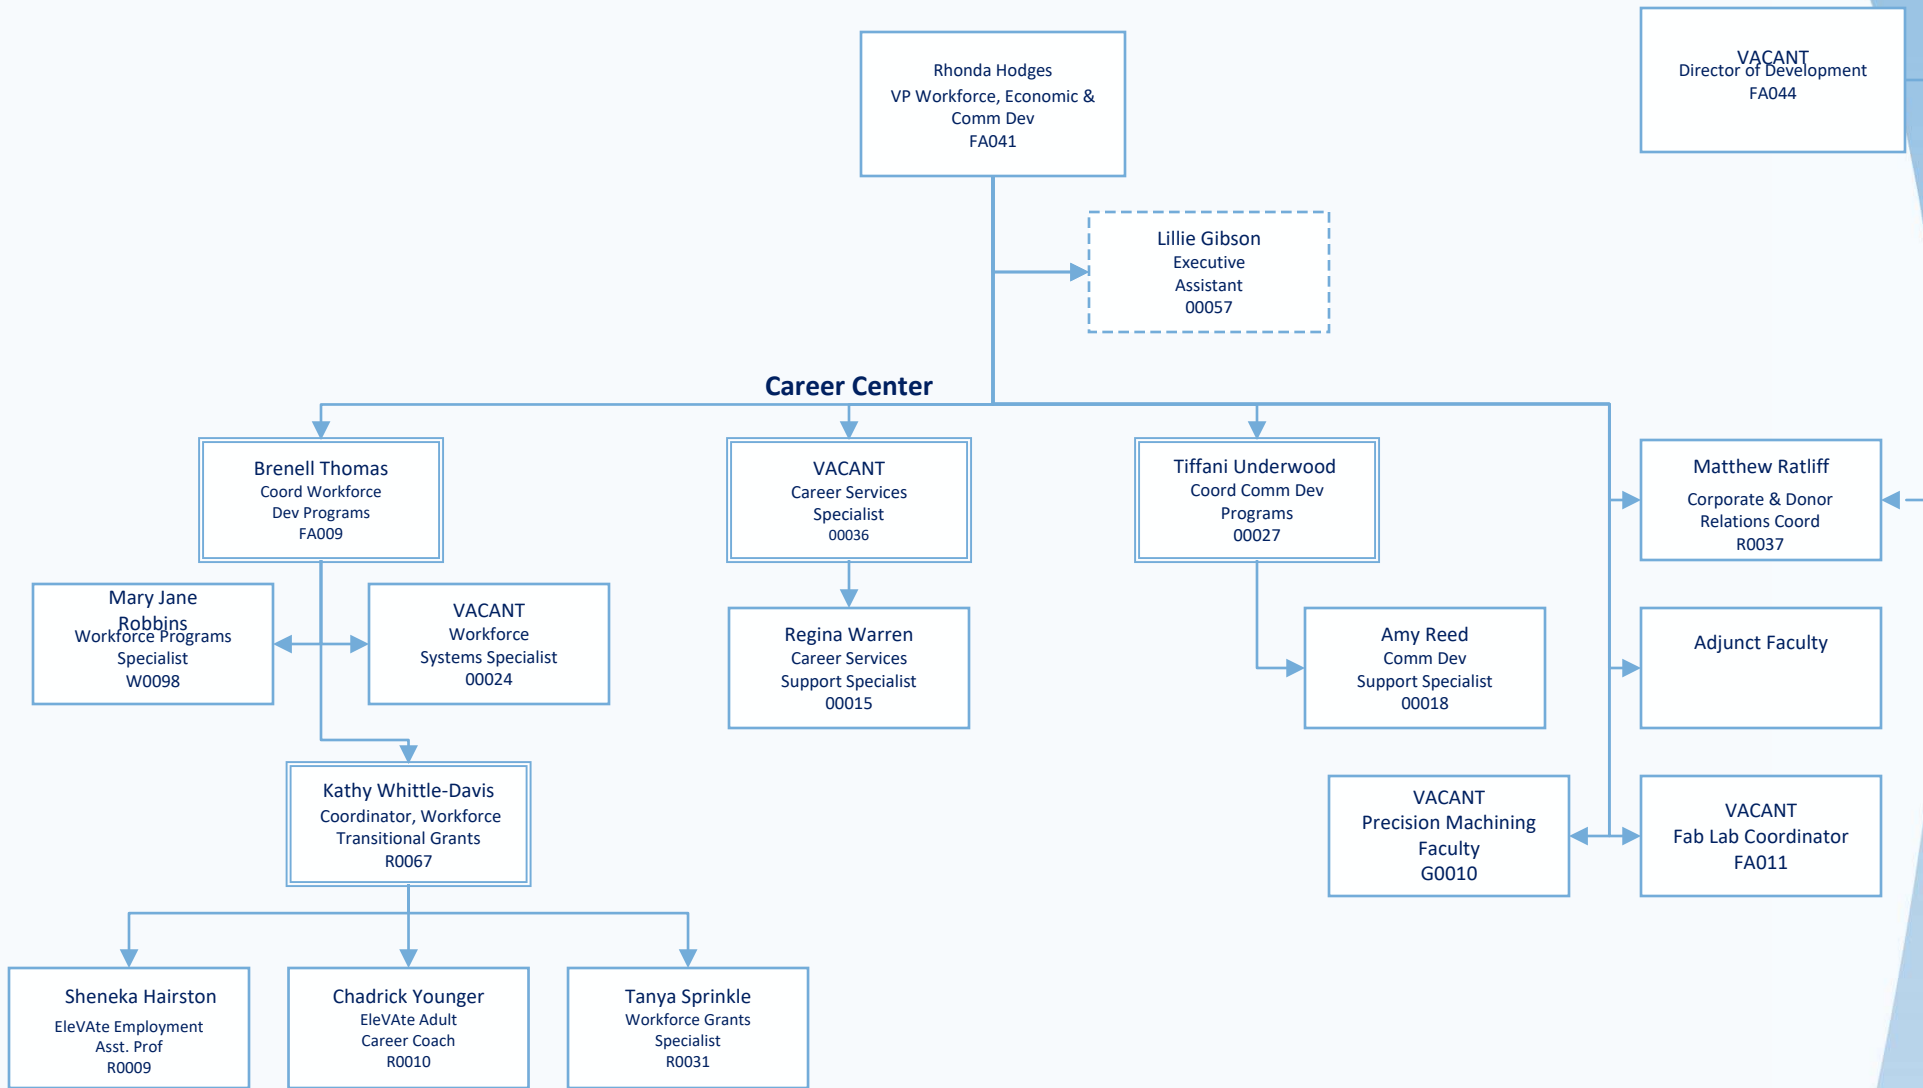 Rhonda Hodges
VP Workforce, Economic &
Comm Dev
FA041
VACANT
Director of Development
FA044
Lillie Gibson
Executive
Assistant
00057
Career Center
Brenell Thomas
Coord Workforce
Dev Programs
FA009
VACANT
Career Services
Specialist
00036
Tiffani Underwood
Coord Comm Dev
Programs
00027
Matthew Ratliff
Corporate & Donor
Relations Coord
R0037
Mary Jane
Robbins
Workforce Programs
Specialist
W0098
VACANT
Workforce
Systems Specialist
00024
Regina Warren
Career Services
Support Specialist
00015
Amy Reed
Comm Dev
Support Specialist
00018
Adjunct Faculty
Kathy Whittle-Davis
Coordinator, Workforce
Transitional Grants
R0067
VACANT
Precision Machining
Faculty
G0010
VACANT
Fab Lab Coordinator
FA011
Sheneka Hairston
EleVAte Employment
Asst. Prof
R0009
Chadrick Younger
EleVAte Adult
Career Coach
R0010
Tanya Sprinkle
Workforce Grants
Specialist
R0031